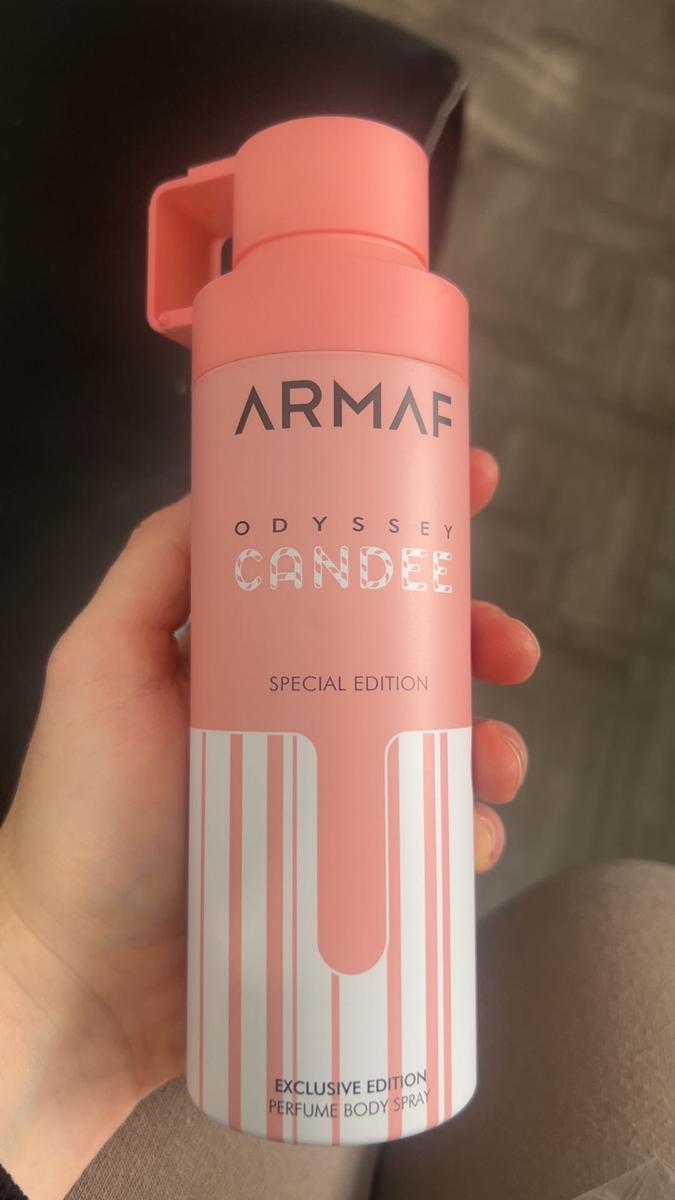 ARMAF
ODYSSEY
CANDEE
SPECIAL EDITION
EXCLUSIVE EDITION
PERFUME BODY SPRAY